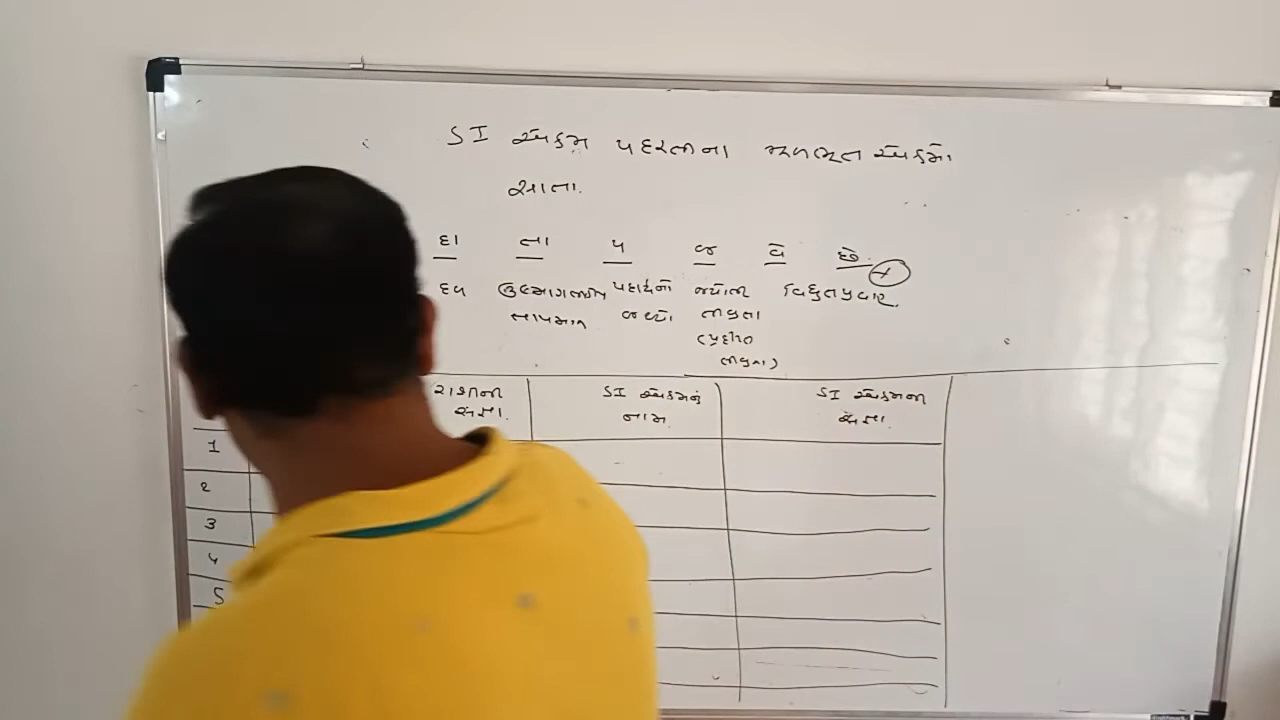 SI એકમ પદ્ધતિના મૂળભૂત એકમો
સાત.
દ। તા પ જ વિ છે. +
દળ ઉષ્માગતિય પદાર્થનો જ્યોતિ વિદ્યુતપ્રવાહ.
તાપમાન જથ્થો તીવ્રતા
(પ્રદીપ્ત
તીવ્રતા)
રાશીની SI એકમનું SI એકમની
સંજ્ઞા. નામ સંજ્ઞા.
1
2
3
4
5